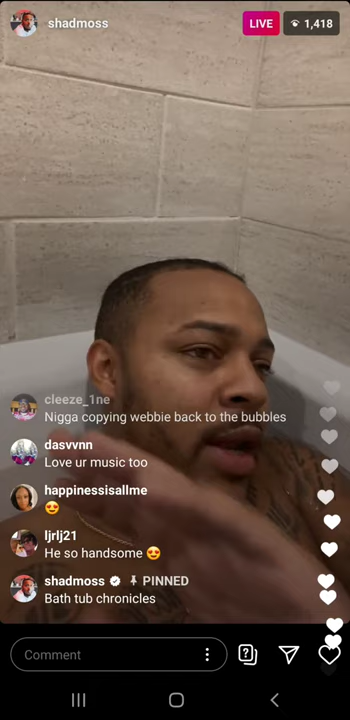 shadmoss
LIVE
1,418
cleeze_1ne
Nigga copying webbie back to the bubbles
dasvvnn
Love ur music too
happinessisallme
😍
ljrlj21
He so handsome 😍
shadmoss PINNED
Bath tub chronicles
Comment